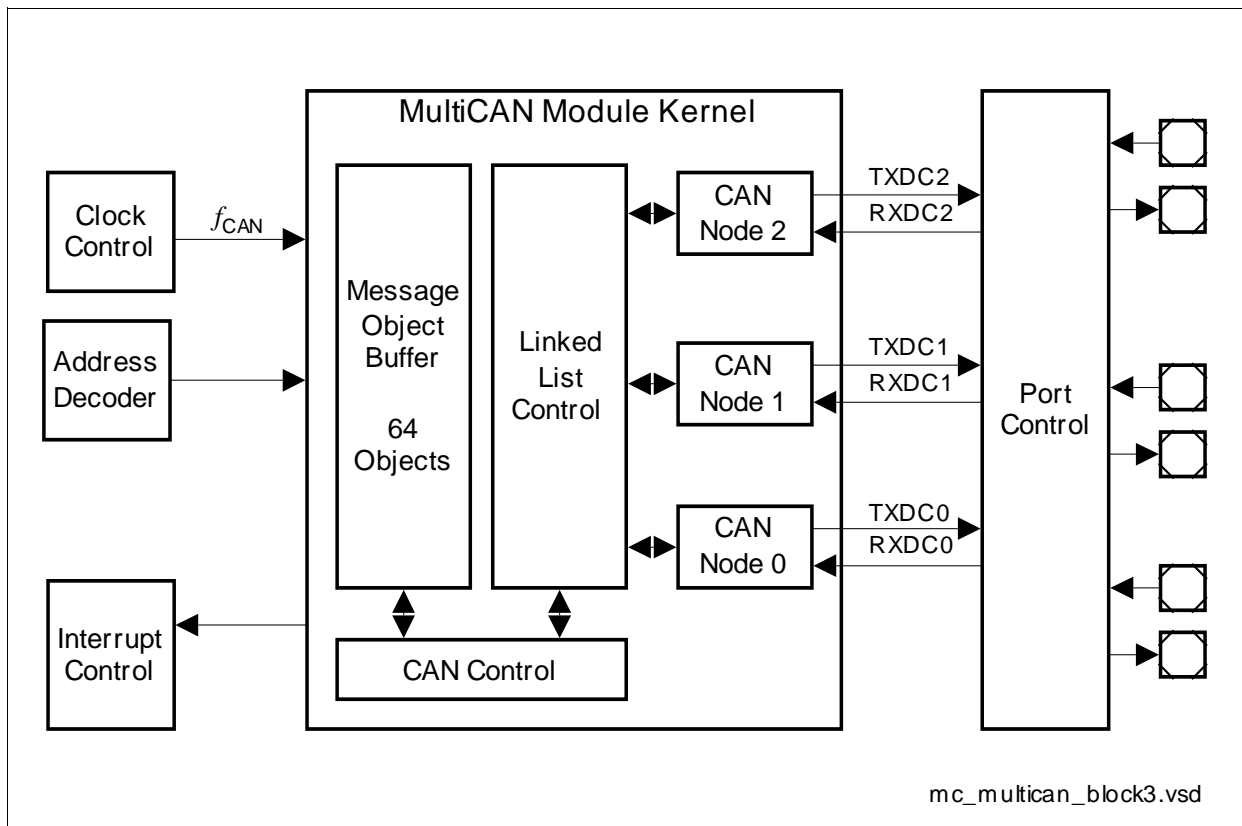 MultiCAN Module Kernel
Clock
Control
fCAN
Address
Decoder
Interrupt
Control
Message
Object
Buffer
64
Objects
Linked
List
Control
CAN Control
CAN
Node 2
TXDC2
RXDC2
CAN
Node 1
TXDC1
RXDC1
CAN
Node 0
TXDC0
RXDC0
Port
Control
mc_multican_block3.vsd